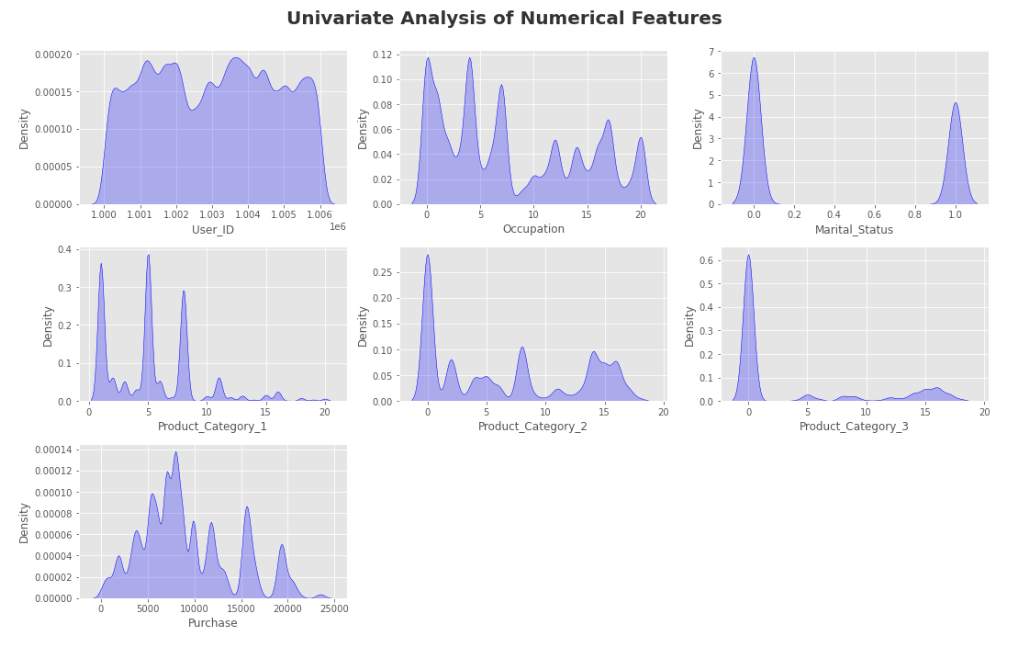 Univariate Analysis of Numerical Features
0.00020
0.00015
0.00010
0.00005
0.00000
Density
1.000 1.001 1.002 1.003 1.004 1.005 1.006
1e6
User_ID
0.12
0.10
0.08
0.06
0.04
0.02
0.00
Density
0 5 10 15 20
Occupation
7
6
5
4
3
2
1
0
Density
0.0 0.2 0.4 0.6 0.8 1.0
Marital_Status
0.4
0.3
0.2
0.1
0.0
Density
0 5 10 15 20
Product_Category_1
0.25
0.20
0.15
0.10
0.05
0.00
Density
0 5 10 15 20
Product_Category_2
0.6
0.5
0.4
0.3
0.2
0.1
0.0
Density
0 5 10 15 20
Product_Category_3
0.00014
0.00012
0.00010
0.00008
0.00006
0.00004
0.00002
0.00000
Density
0 5000 10000 15000 20000 25000
Purchase